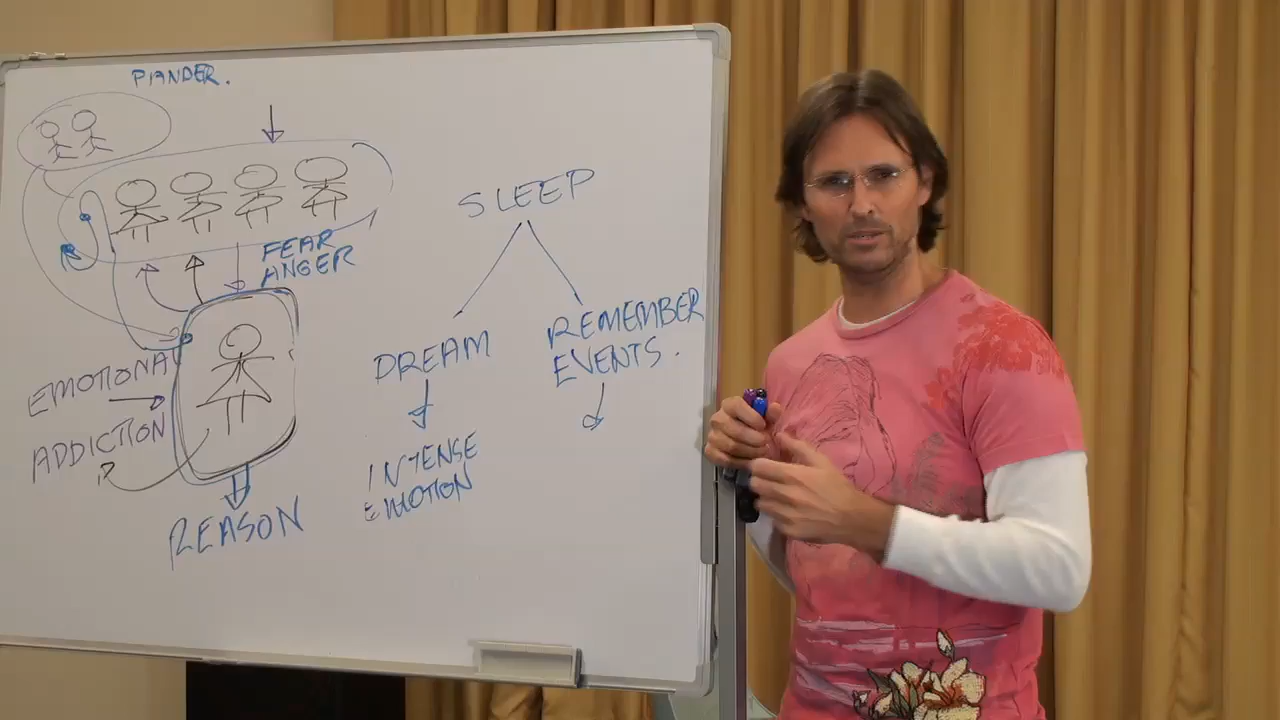 PIANDER.
FEAR
ANGER
EMOTIONAL
ADDICTION
REASON
SLEEP
DREAM
REMEMBER
EVENTS.
INTENSE
EMOTION